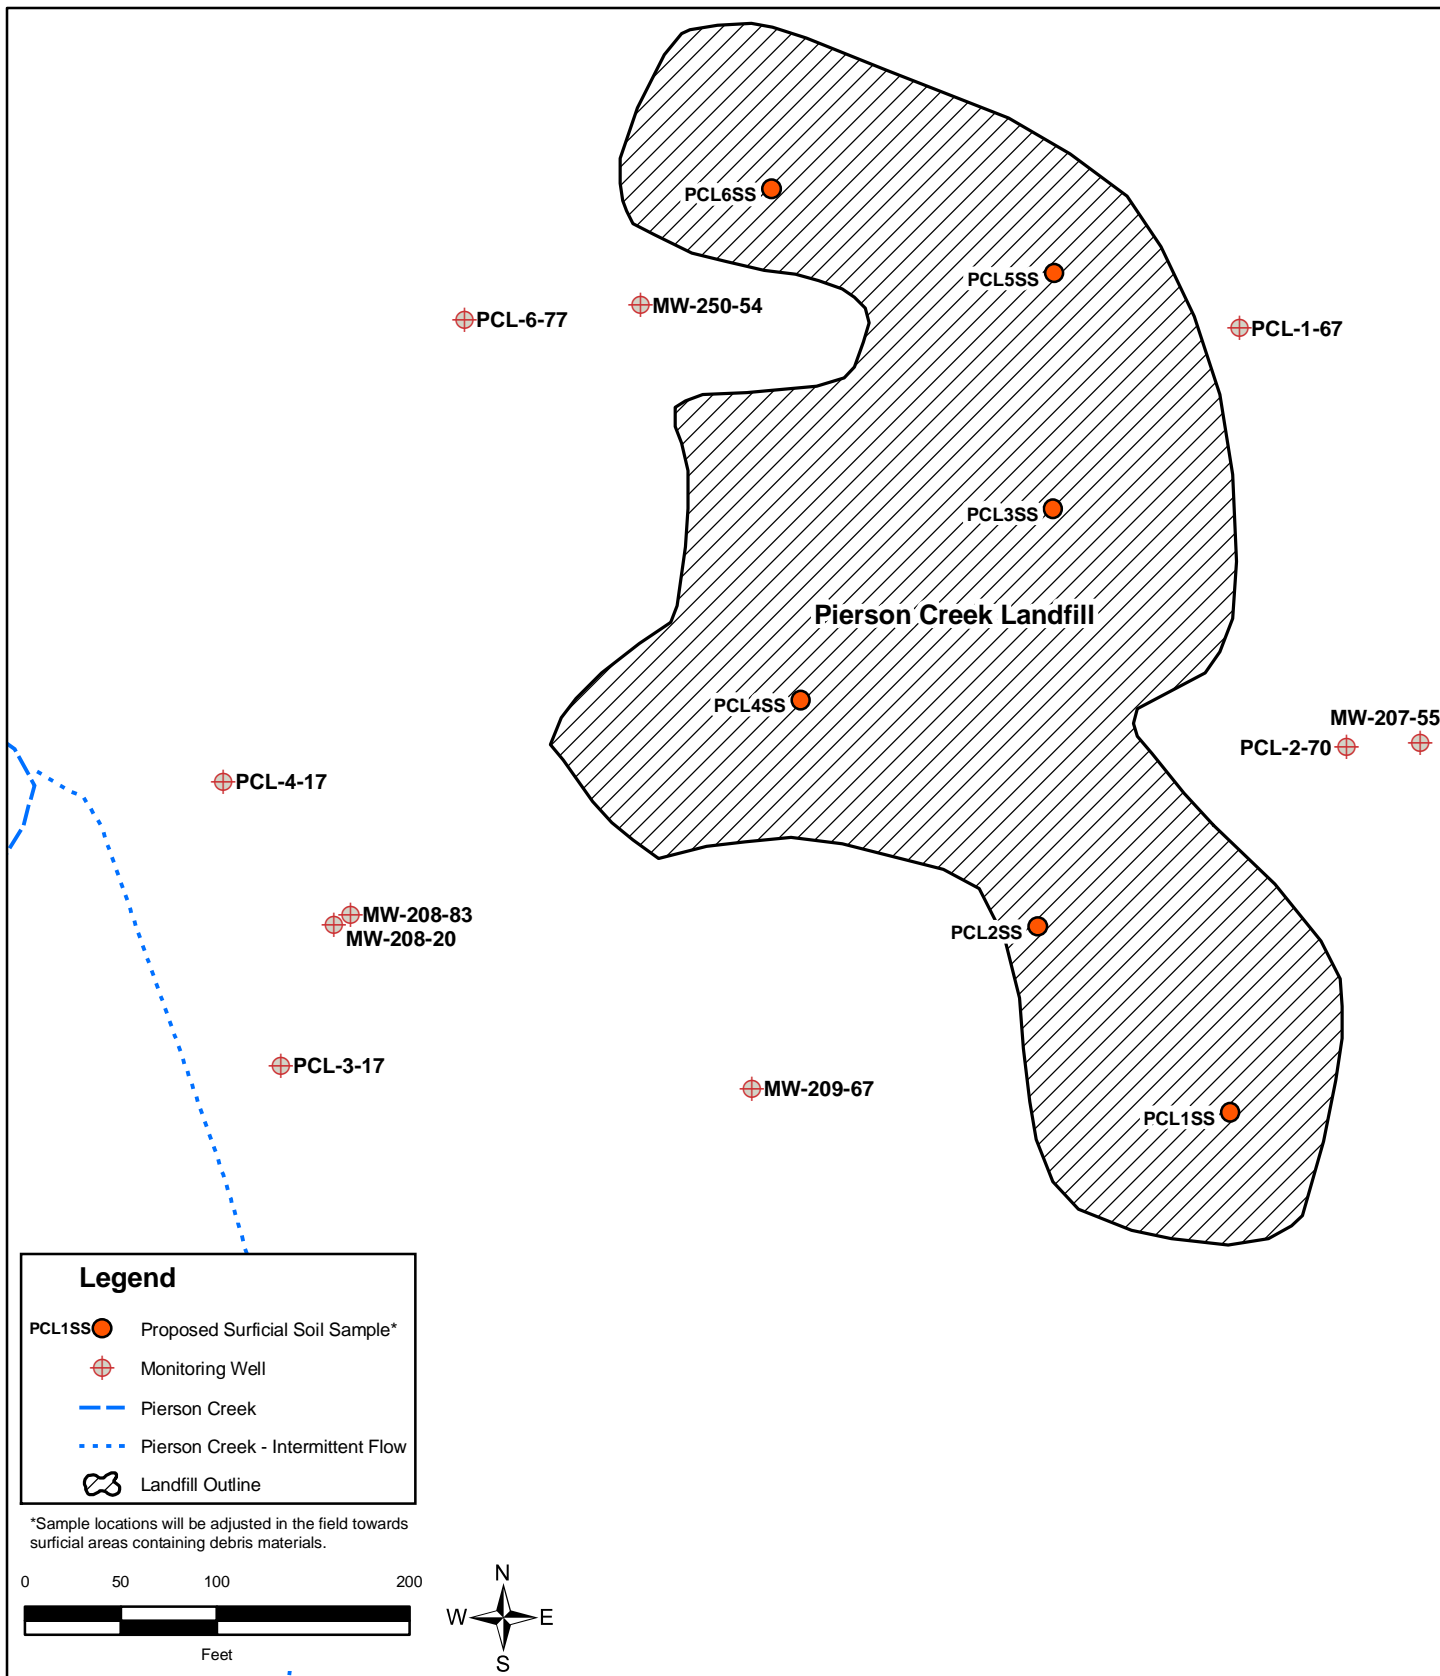 PCL6SS
PCL5SS
MW-250-54
PCL-6-77
PCL-1-67
PCL3SS
Pierson Creek Landfill
PCL4SS
MW-207-55
PCL-2-70
PCL-4-17
MW-208-83
PCL2SS
MW-208-20
PCL-3-17
MW-209-67
PCL1SS
Legend
PCL1SS Proposed Surficial Soil Sample*
Monitoring Well
Pierson Creek
Pierson Creek - Intermittent Flow
Landfill Outline
*Sample locations will be adjusted in the field towards
surficial areas containing debris materials.
0 50 100 200
Feet
N
W E
S